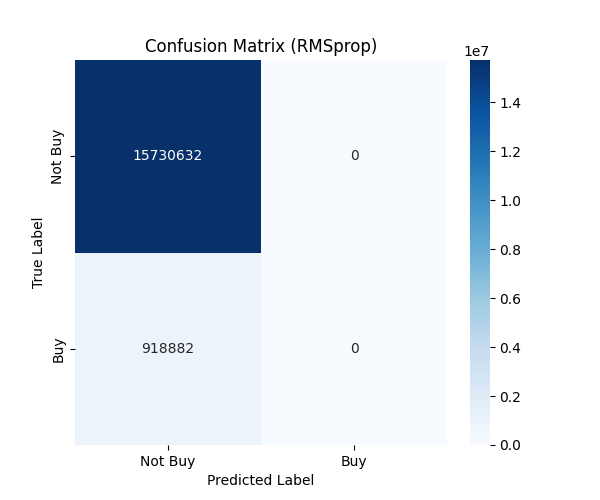 Confusion Matrix (RMSprop)
1e7
Not Buy
15730632
0
Buy
918882
0
True Label
Not Buy
Buy
Predicted Label
1.4
1.2
1.0
0.8
0.6
0.4
0.2
0.0